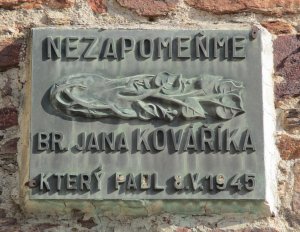 NEZAPOMEŇME
BR. JANA KOVÁŘÍKA
KTERÝ PADL 8.V.1945